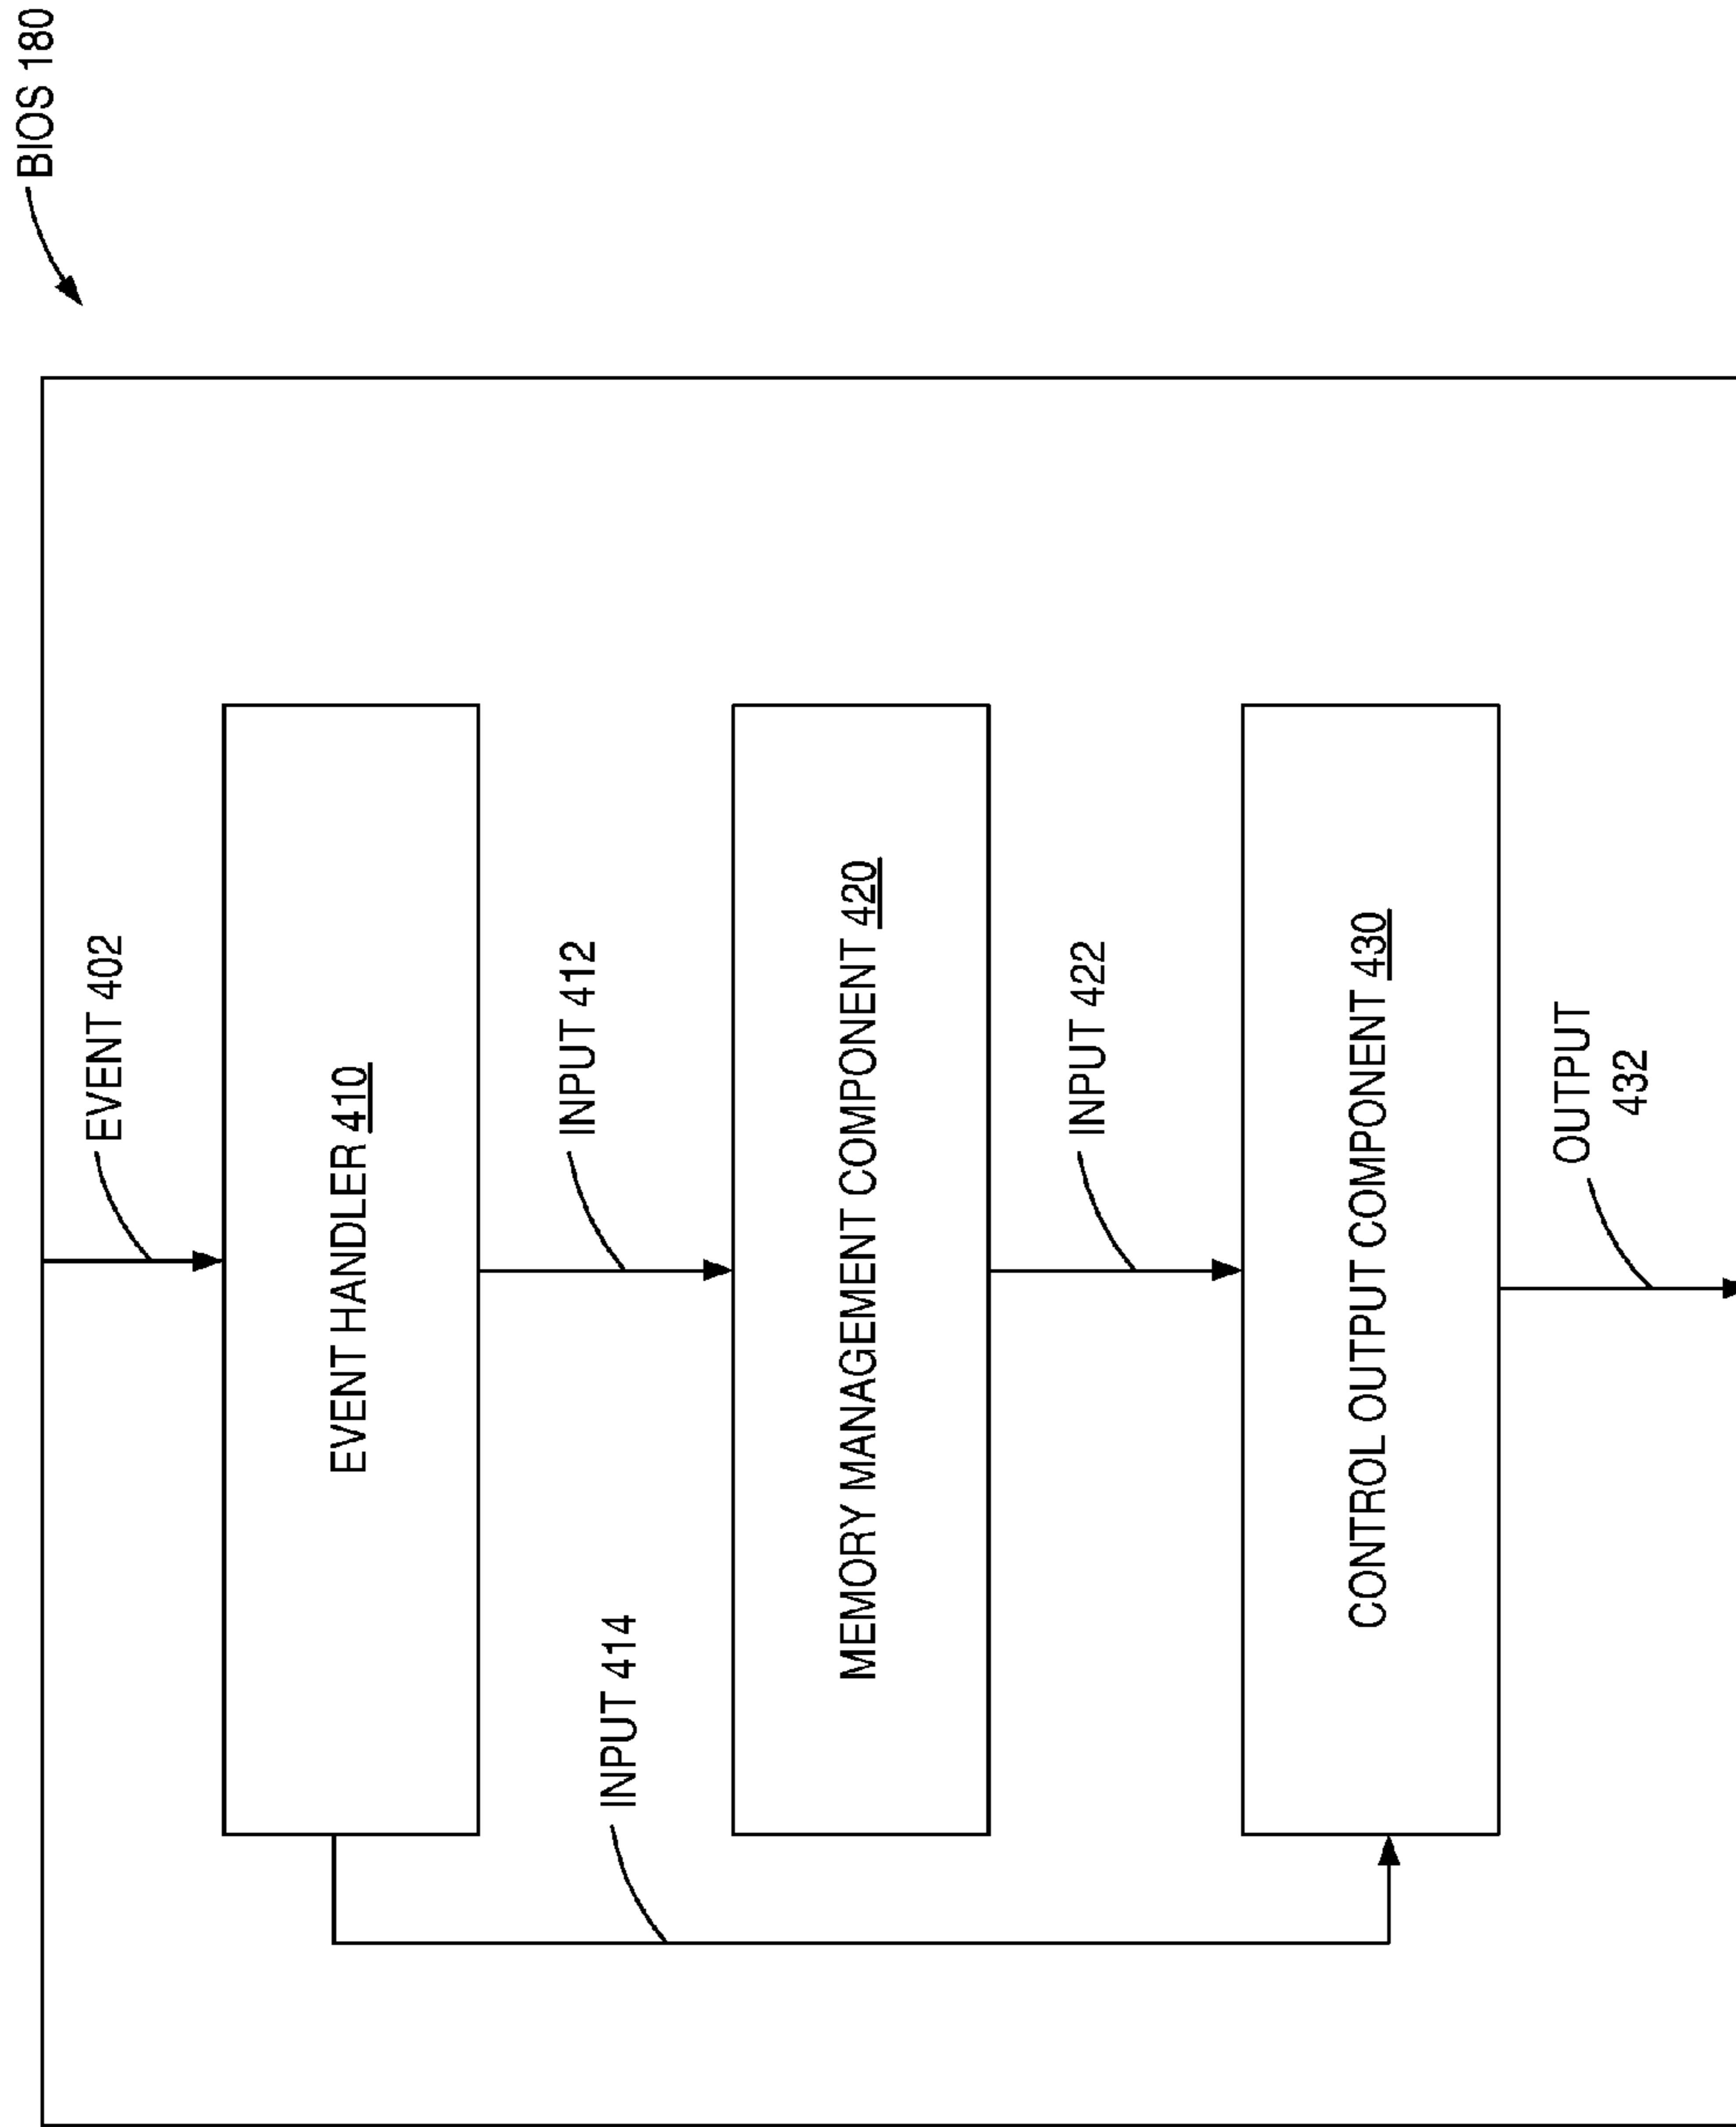 BIOS 180
EVENT 402
EVENT HANDLER 410
INPUT 412
INPUT 414
MEMORY MANAGEMENT COMPONENT 420
INPUT 422
CONTROL OUTPUT COMPONENT 430
OUTPUT
432